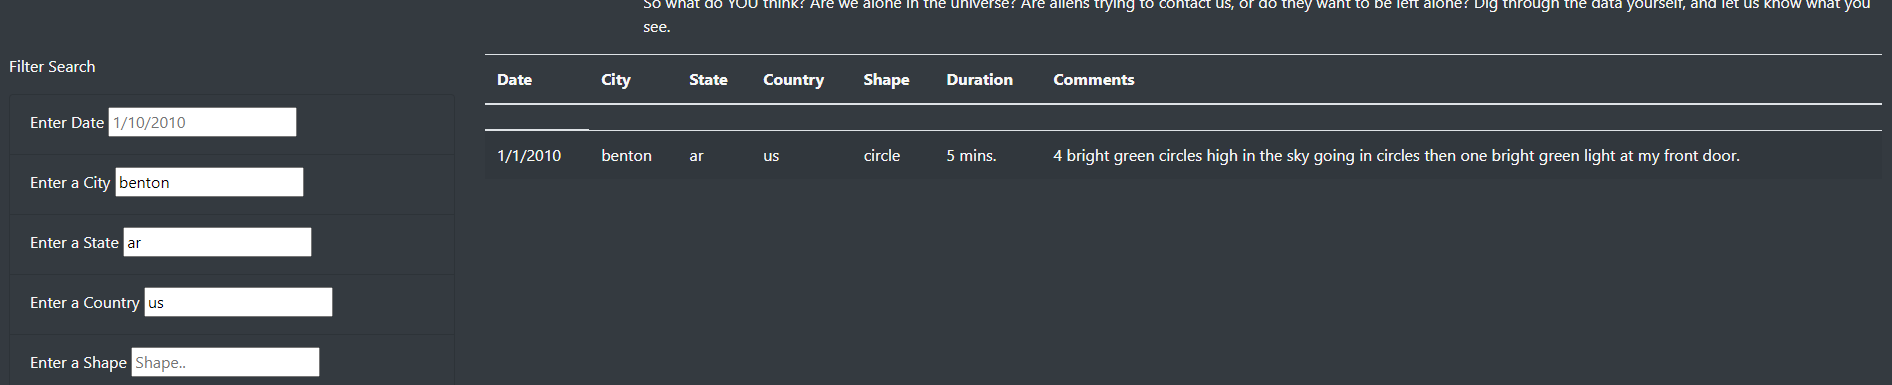 So what do YOU think? Are we alone in the universe? Are aliens trying to contact us, or do they want to be left alone? Dig through the data yourself, and let us know what you
see.
Filter Search
Enter Date 1/10/2010
Enter a City benton
Enter a State ar
Enter a Country us
Enter a Shape Shape..
Date City State Country Shape Duration Comments
1/1/2010 benton ar us circle 5 mins. 4 bright green circles high in the sky going in circles then one bright green light at my front door.